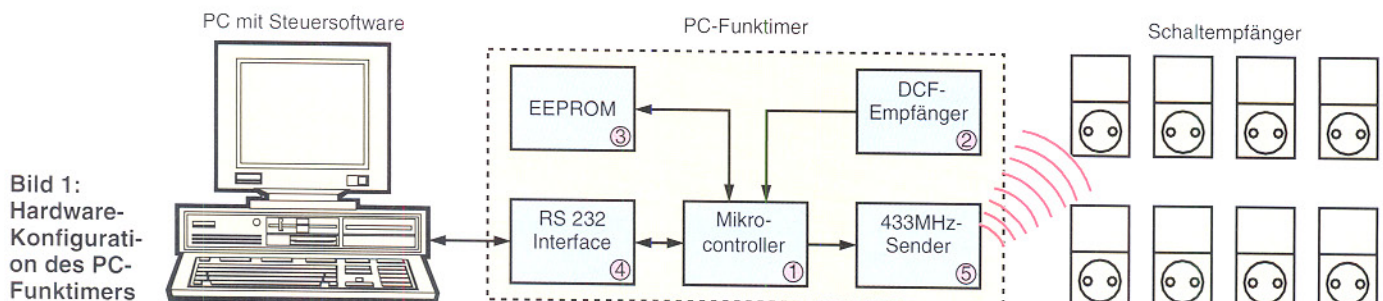 PC mit Steuersoftware
PC-Funktimer
Schaltempfänger
EEPROM
3
DCF-
Empfänger
2
RS 232
Interface
4
Mikro-
controller
1
433MHz-
Sender
5
Bild 1:
Hardware-
Konfigurati-
on des PC-
Funktimers